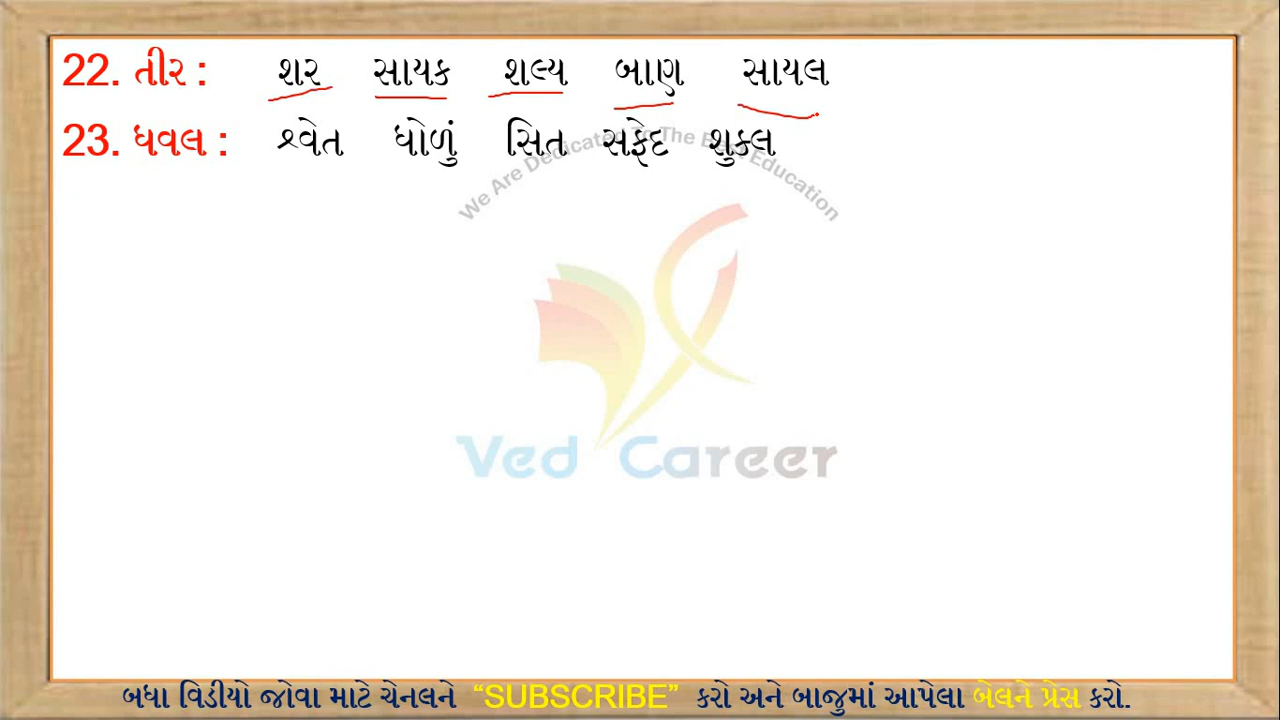 22. તીર : શર સાયક શલ્ય બાણ સાયલ
23. ધવલ : શ્વેત ધોળું સિત સફેદ શુક્લ
We Are Dedicated To The Best Education
Ved Career
બધા વિડીયો જોવા માટે ચેનલને “SUBSCRIBE” કરો અને બાજુમાં આપેલા બેલને પ્રેસ કરો.